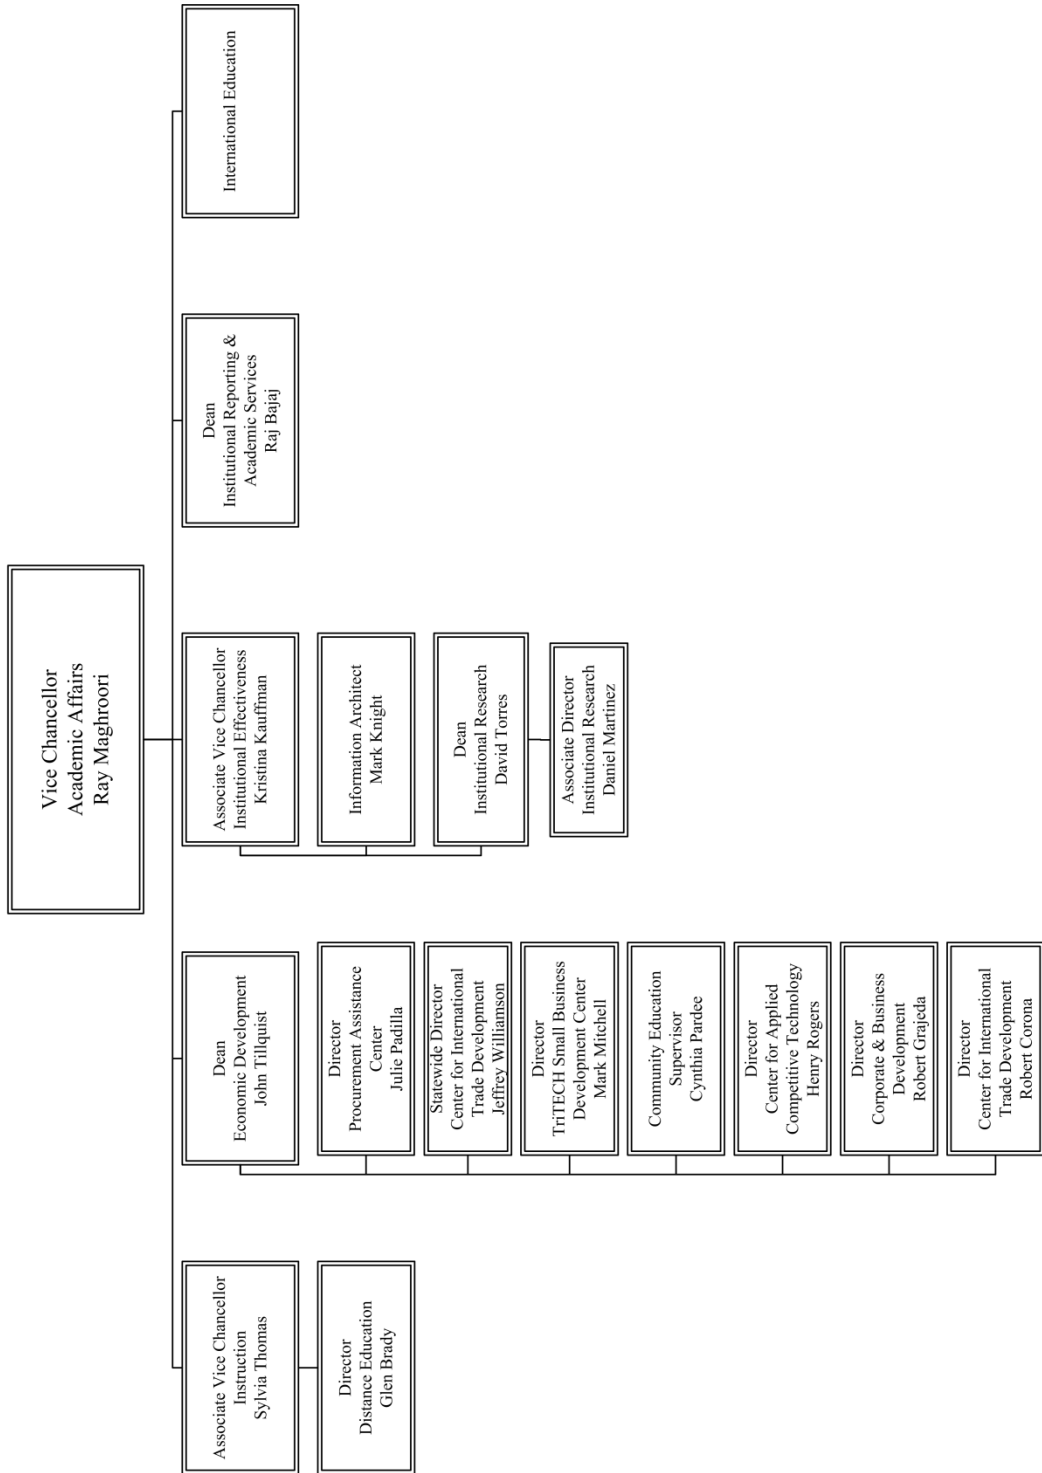 Vice Chancellor
Academic Affairs
Ray Maghroori
Associate Vice Chancellor
Instruction
Sylvia Thomas
Director
Distance Education
Glen Brady
Dean
Economic Development
John Tillquist
Director
Procurement Assistance
Center
Julie Padilla
Statewide Director
Center for International
Trade Development
Jeffrey Williamson
Director
TriTECH Small Business
Development Center
Mark Mitchell
Community Education
Supervisor
Cynthia Pardee
Director
Center for Applied
Competitive Technology
Henry Rogers
Director
Corporate & Business
Development
Robert Grajeda
Director
Center for International
Trade Development
Robert Corona
Associate Vice Chancellor
Institutional Effectiveness
Kristina Kauffman
Information Architect
Mark Knight
Dean
Institutional Research
David Torres
Associate Director
Institutional Research
Daniel Martinez
Dean
Institutional Reporting &
Academic Services
Raj Bajaj
International Education